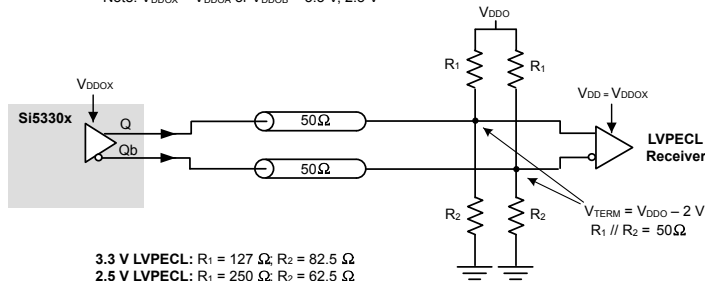 VDDO
R1
R1
VDDOX
VDD = VDDOX
Si5330x
Q
50Ω
LVPECL
Receiver
Qb
50Ω
R2
R2
VTERM = VDDO – 2 V
R1 // R2 = 50Ω
3.3 V LVPECL: R1 = 127 Ω; R2 = 82.5 Ω
2.5 V LVPECL: R1 = 250 Ω; R2 = 62.5 Ω